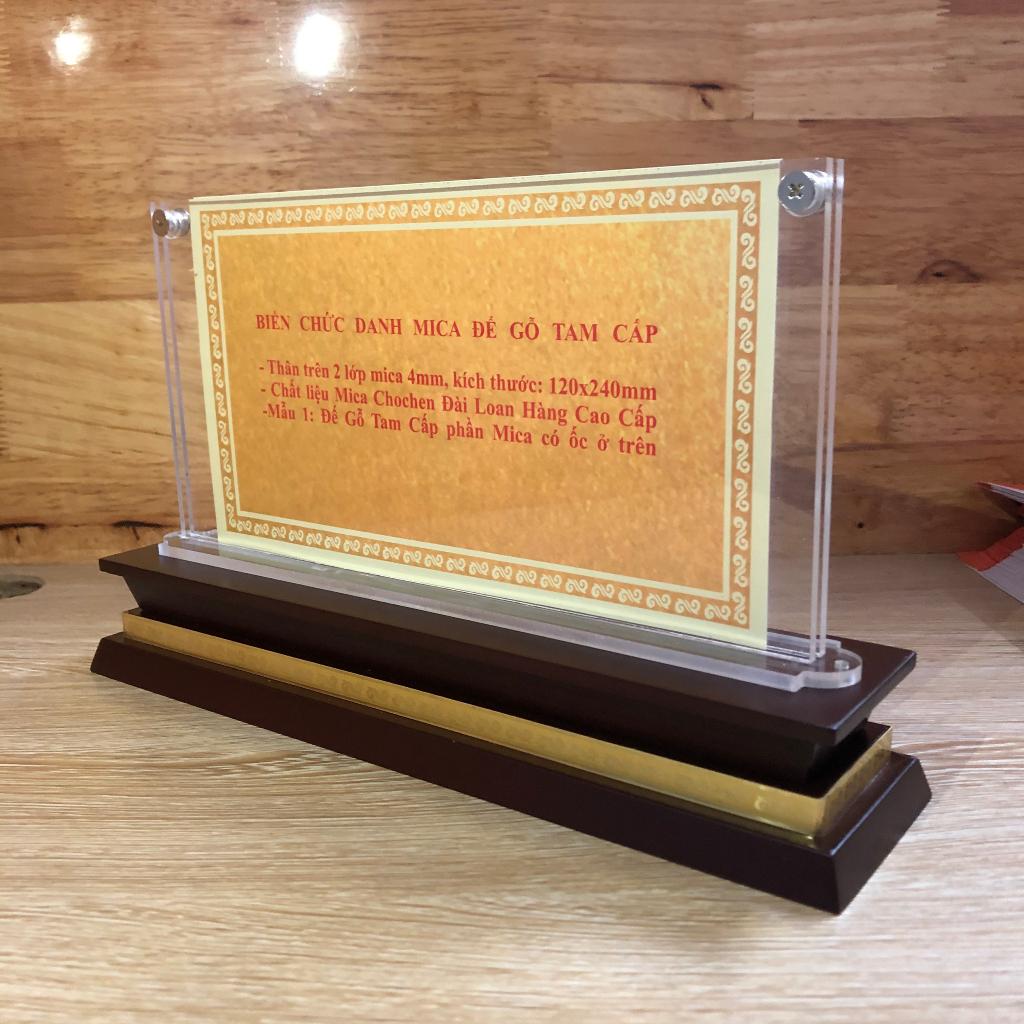 BIỂN CHỨC DANH MICA ĐẾ GỖ TAM CẤP
- Thân trên 2 lớp mica 4mm, kích thước: 120x240mm
- Chất liệu Mica Chochen Đài Loan Hàng Cao Cấp
-Mẫu 1: Đế Gỗ Tam Cấp phần Mica có ốc ở trên